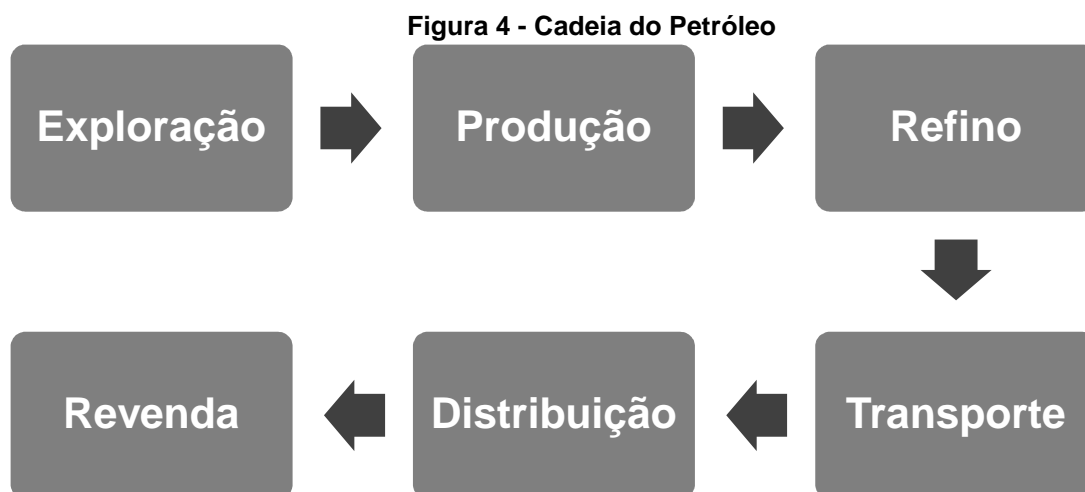 Figura 4 - Cadeia do Petróleo
Exploração
Produção
Refino
Transporte
Distribuição
Revenda